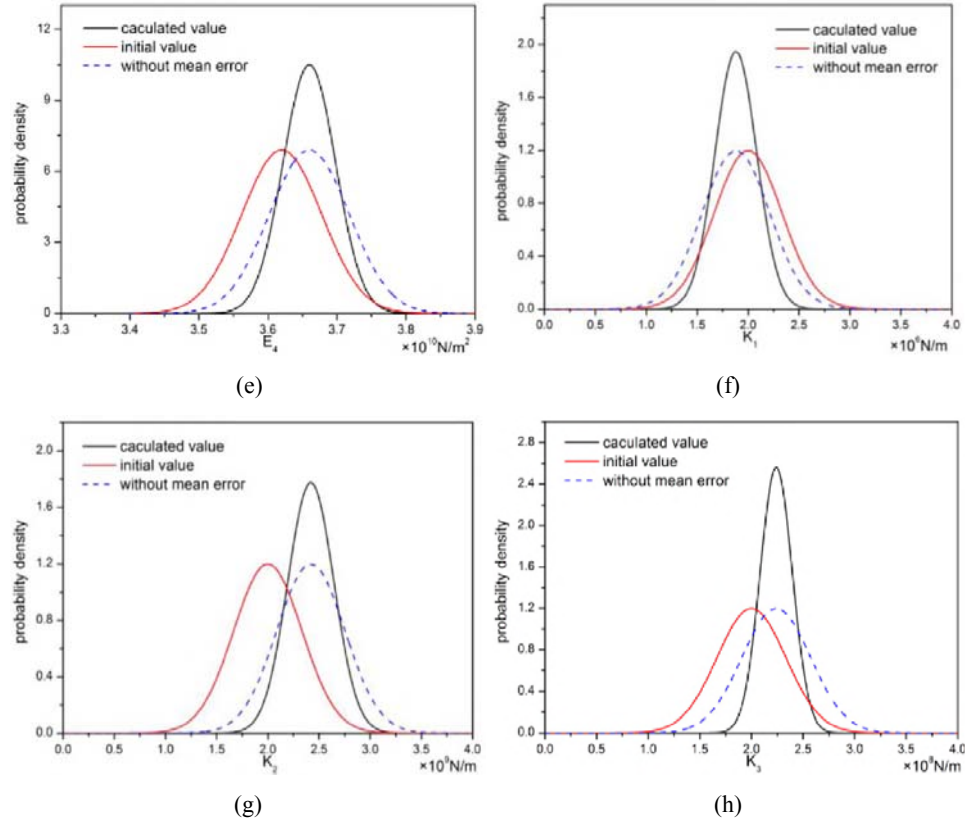 12
9
6
3
0
probability density
caculated value
initial value
without mean error
3.3 3.4 3.5 3.6 3.7 3.8 3.9
E4
×10¹⁰N/m²
(e)
2.0
1.6
1.2
0.8
0.4
0.0
probability density
caculated value
initial value
without mean error
0.0 0.5 1.0 1.5 2.0 2.5 3.0 3.5 4.0
K1
(f)
2.0
1.6
1.2
0.8
0.4
0.0
probability density
caculated value
initial value
without mean error
0.0 0.5 1.0 1.5 2.0 2.5 3.0 3.5 4.0
K2
×10⁹N/m
(g)
2.8
2.4
2.0
1.6
1.2
0.8
0.4
0.0
probability density
caculated value
initial value
without mean error
0.0 0.5 1.0 1.5 2.0 2.5 3.0 3.5 4.0
K3
(h)